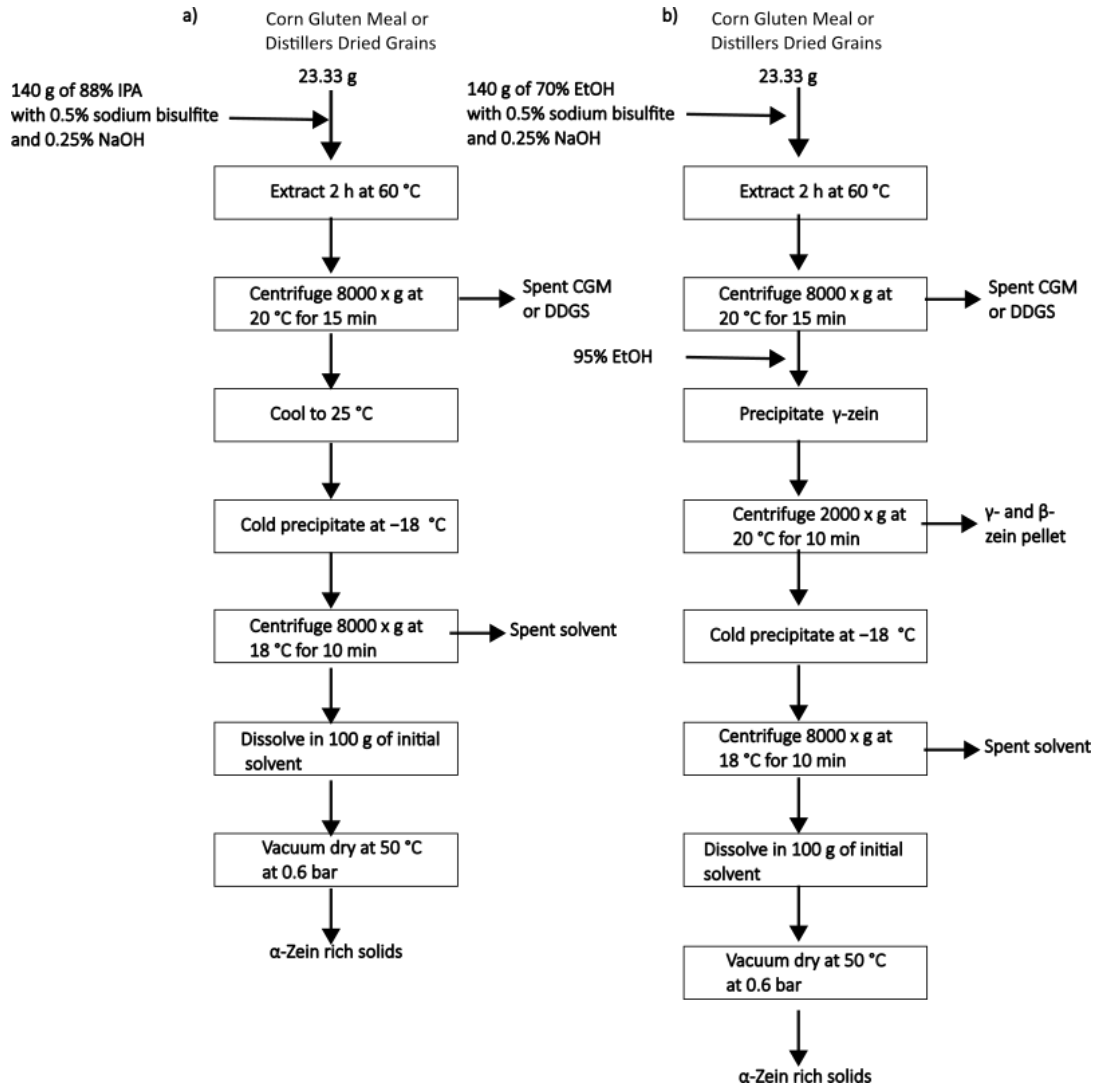 a)
Corn Gluten Meal or
Distillers Dried Grains
23.33 g
140 g of 88% IPA
with 0.5% sodium bisulfite
and 0.25% NaOH
Extract 2 h at 60 °C
Centrifuge 8000 x g at
20 °C for 15 min
Spent CGM
or DDGS
Cool to 25 °C
Cold precipitate at −18 °C
Centrifuge 8000 x g at
18 °C for 10 min
Spent solvent
Dissolve in 100 g of initial
solvent
Vacuum dry at 50 °C
at 0.6 bar
α-Zein rich solids
b)
Corn Gluten Meal or
Distillers Dried Grains
23.33 g
140 g of 70% EtOH
with 0.5% sodium bisulfite
and 0.25% NaOH
Extract 2 h at 60 °C
Centrifuge 8000 x g at
20 °C for 15 min
Spent CGM
or DDGS
95% EtOH
Precipitate γ-zein
Centrifuge 2000 x g at
20 °C for 10 min
γ- and β-
zein pellet
Cold precipitate at −18 °C
Centrifuge 8000 x g at
18 °C for 10 min
Spent solvent
Dissolve in 100 g of initial
solvent
Vacuum dry at 50 °C
at 0.6 bar
α-Zein rich solids